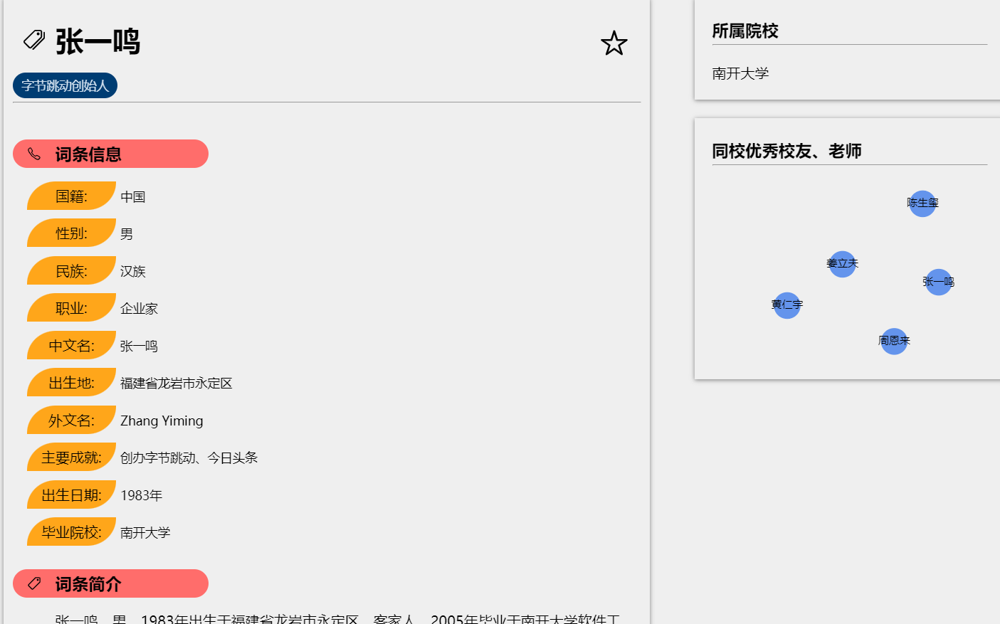 张一鸣
字节跳动创始人
词条信息
国籍: 中国
性别: 男
民族: 汉族
职业: 企业家
中文名: 张一鸣
出生地: 福建省龙岩市永定区
外文名: Zhang Yiming
主要成就: 创办字节跳动、今日头条
出生日期: 1983年
毕业院校: 南开大学
词条简介
张一鸣，男，1983年出生于福建省龙岩市永定区，客家人，2005年毕业于南开大学软件工
所属院校
南开大学
同校优秀校友、老师
陈生玺
姜立夫
张一鸣
黄仁宇
周恩来